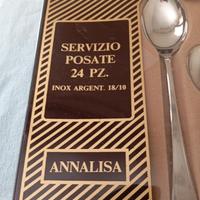 SERVIZIO
POSATE
24 PZ.
INOX ARGENT. 18/10
ANNALISA